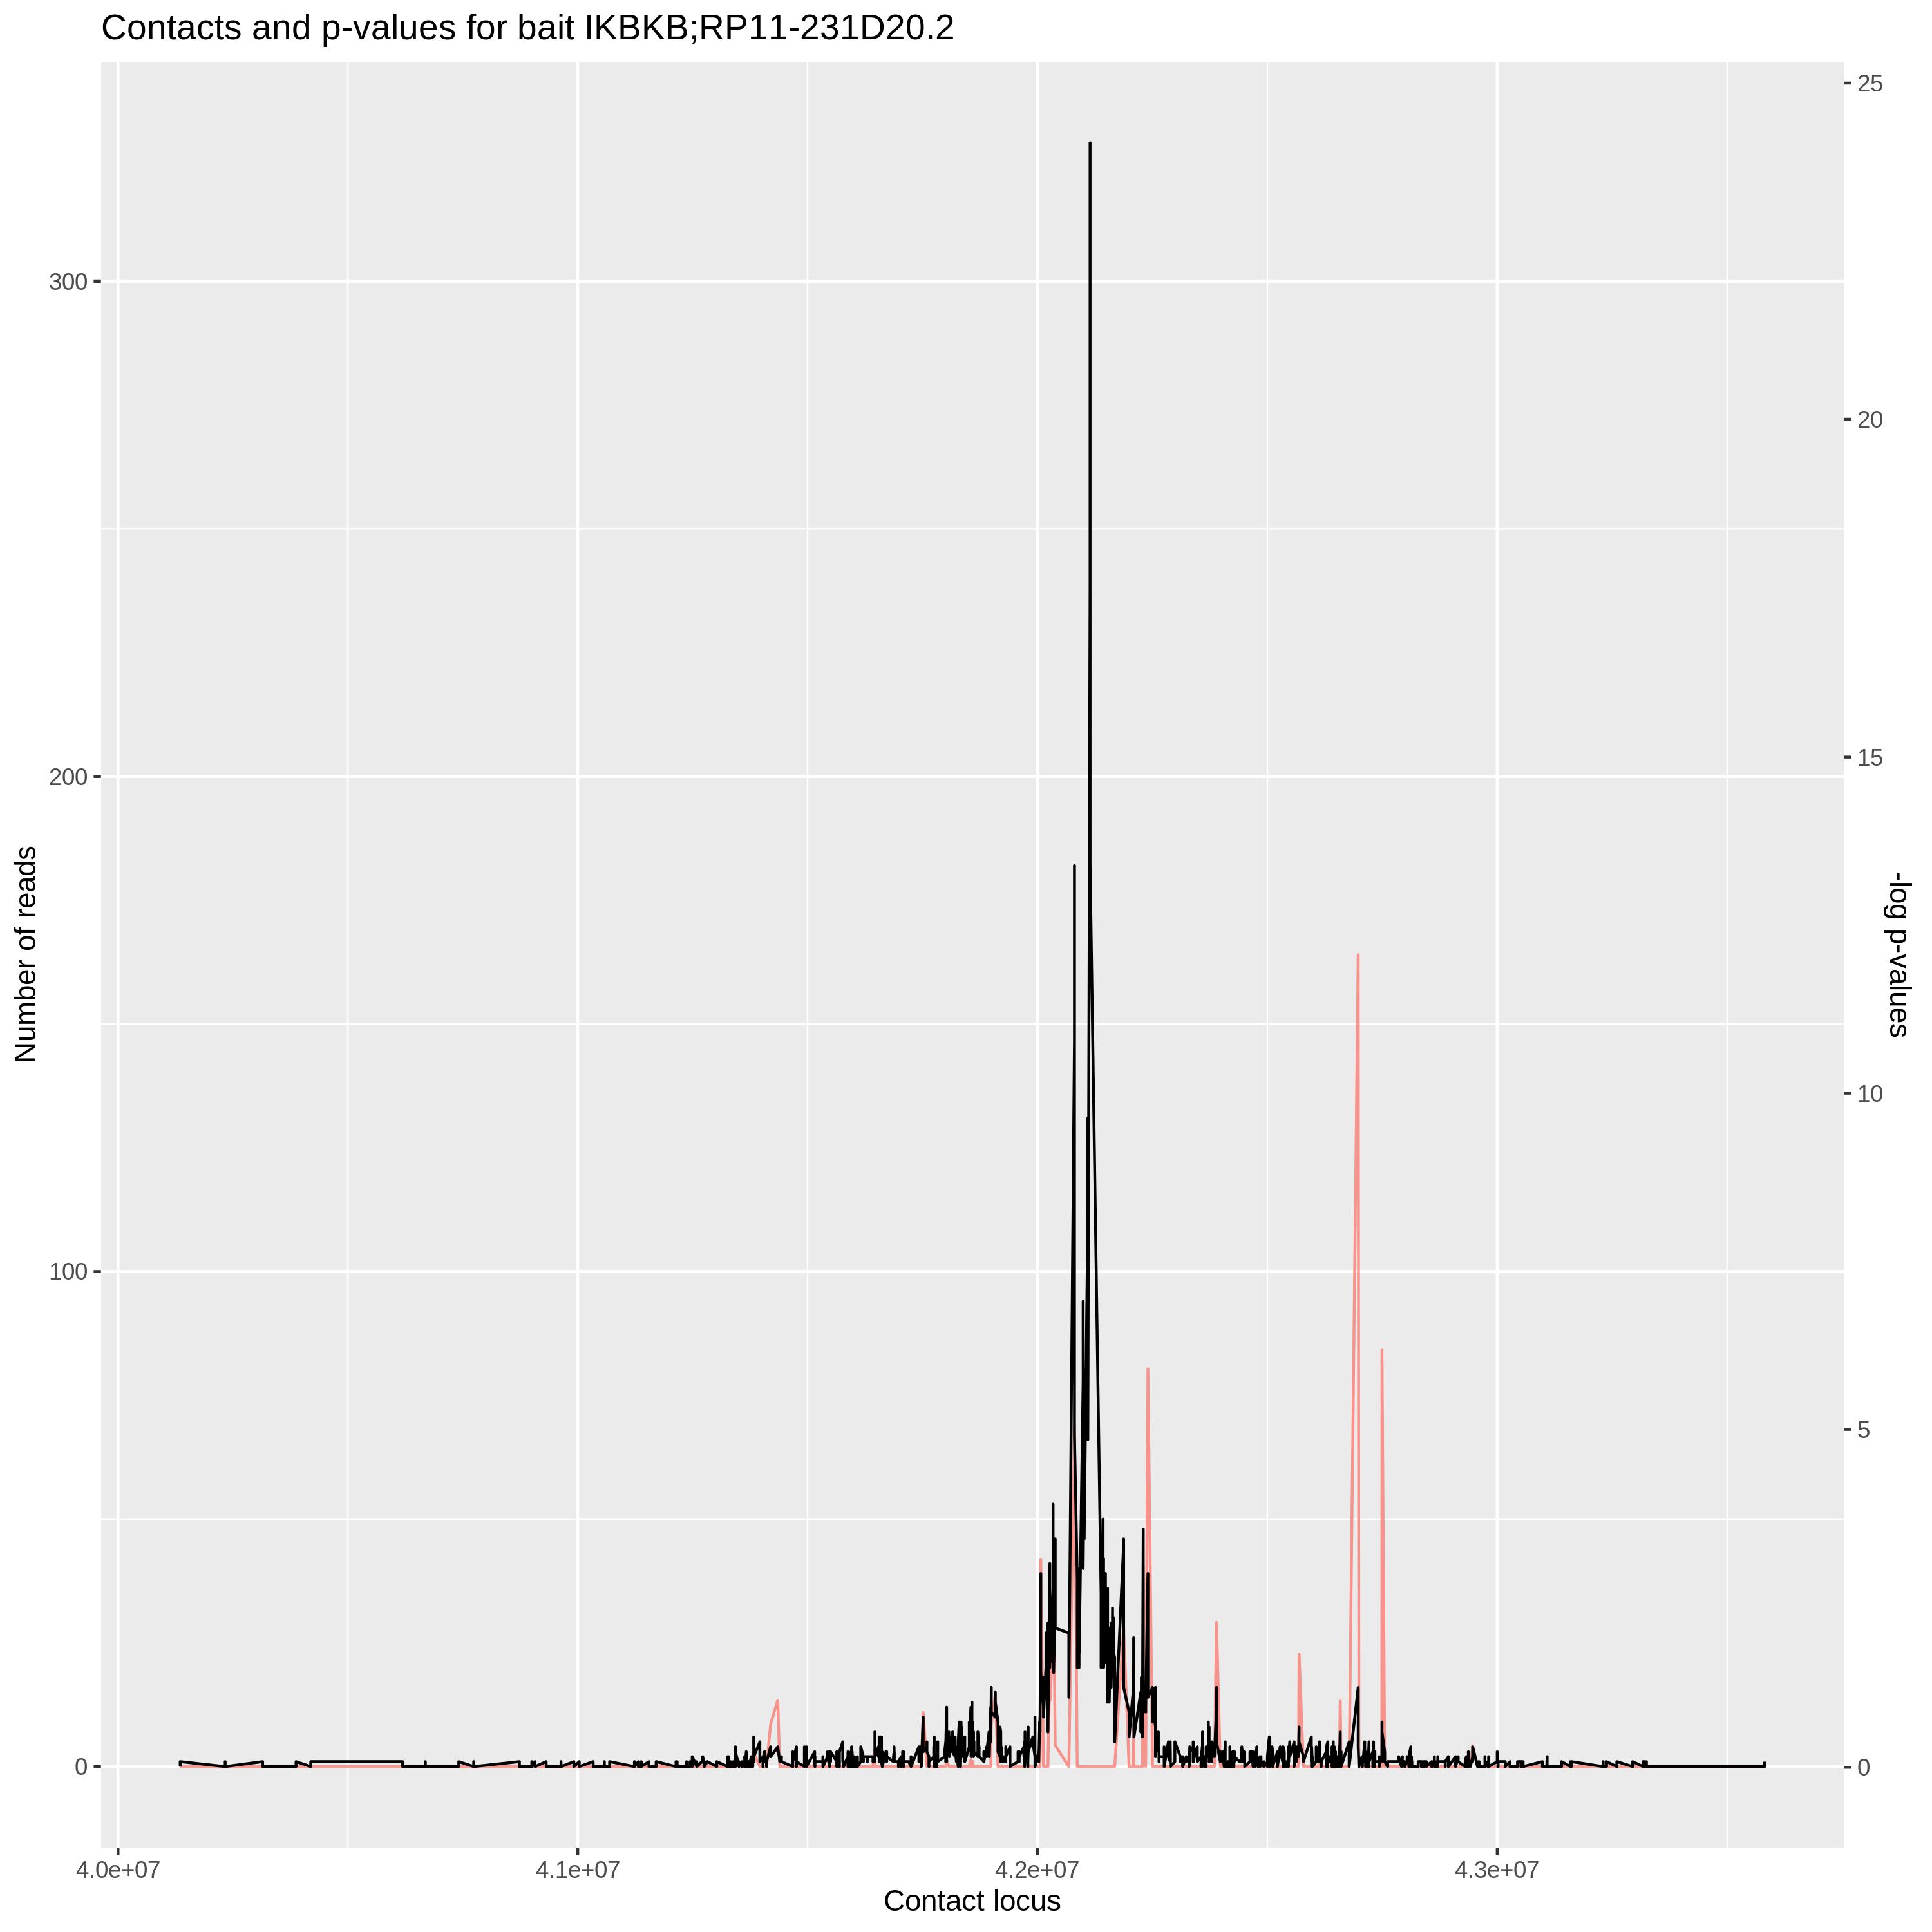 Contacts and p-values for bait IKBKB;RP11-231D20.2
25
300
20
200
15
Number of reads
-log p-values
10
100
5
0
0
4.0e+07
4.1e+07
4.2e+07
4.3e+07
Contact locus